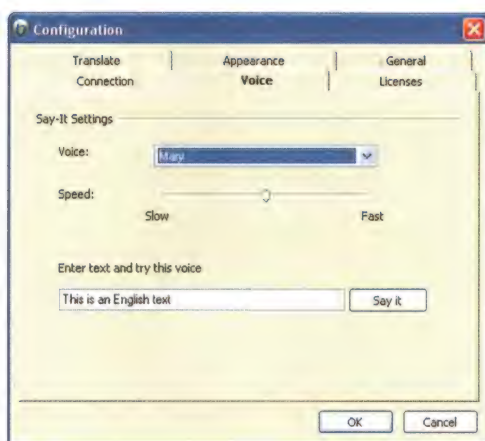 Configuration
Translate Appearance General
Connection Voice Licenses
Say-It Settings
Voice: Mary
Speed:
Slow Fast
Enter text and try this voice
This is an English text Say it
OK Cancel